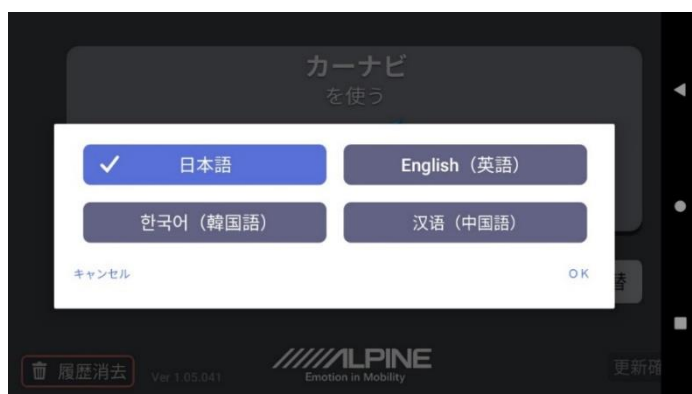 カーナビ
を使う
日本語
English（英語）
한국어（韓国語）
汉语（中国語）
キャンセル
OK
替
履歴消去
Ver 1.05.041
ALPINE
Emotion in Mobility
更新確